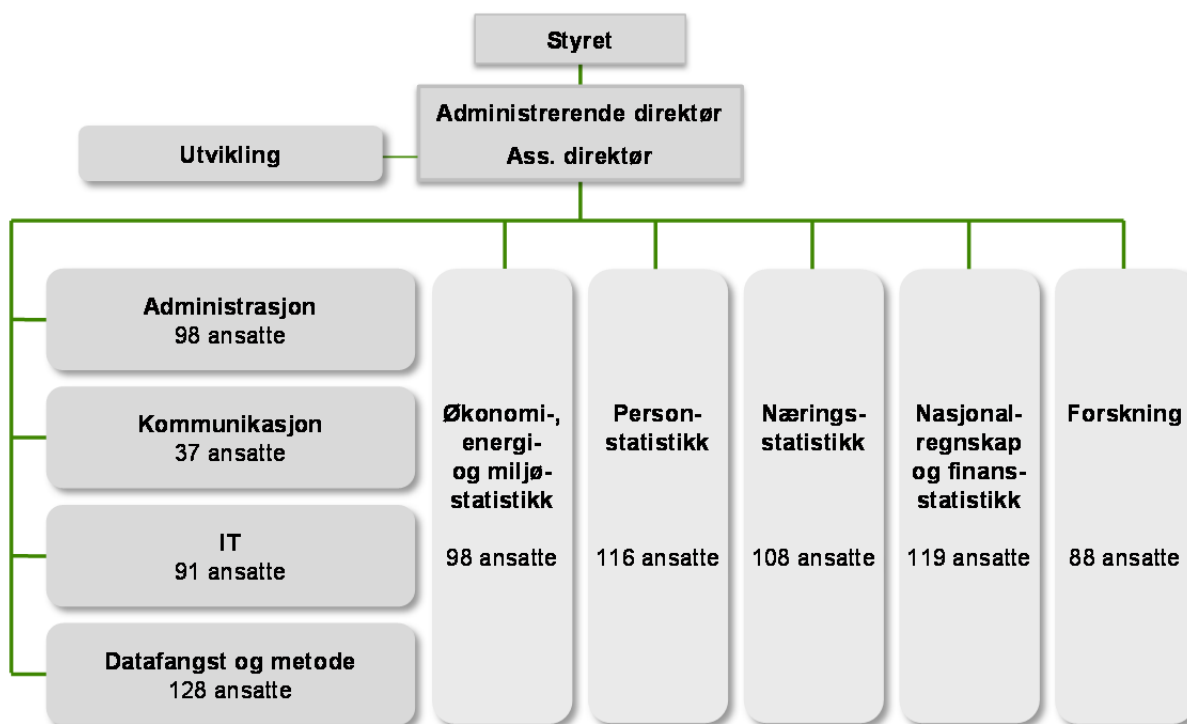 Styret
Administrerende direktør
Ass. direktør
Utvikling
Administrasjon
98 ansatte
Kommunikasjon
37 ansatte
IT
91 ansatte
Datafangst og metode
128 ansatte
Økonomi-,
energi-
og miljø-
statistikk
98 ansatte
Person-
statistikk
116 ansatte
Nærings-
statistikk
108 ansatte
Nasjonal-
regnskap
og finans-
statistikk
119 ansatte
Forskning
88 ansatte